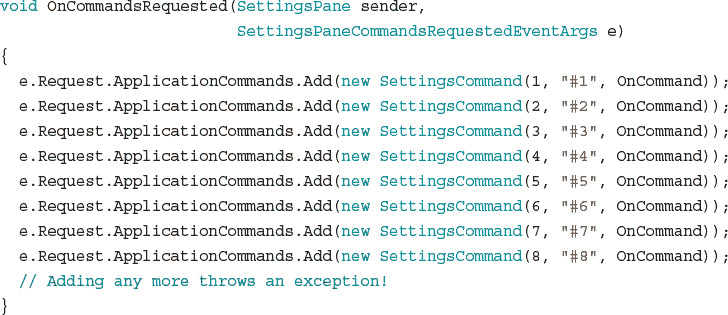 void OnCommandsRequested(SettingsPane sender,
                         SettingsPaneCommandsRequestedEventArgs e)
{
  e.Request.ApplicationCommands.Add(new SettingsCommand(1, "#1", OnCommand));
  e.Request.ApplicationCommands.Add(new SettingsCommand(2, "#2", OnCommand));
  e.Request.ApplicationCommands.Add(new SettingsCommand(3, "#3", OnCommand));
  e.Request.ApplicationCommands.Add(new SettingsCommand(4, "#4", OnCommand));
  e.Request.ApplicationCommands.Add(new SettingsCommand(5, "#5", OnCommand));
  e.Request.ApplicationCommands.Add(new SettingsCommand(6, "#6", OnCommand));
  e.Request.ApplicationCommands.Add(new SettingsCommand(7, "#7", OnCommand));
  e.Request.ApplicationCommands.Add(new SettingsCommand(8, "#8", OnCommand));
  // Adding any more throws an exception!
}